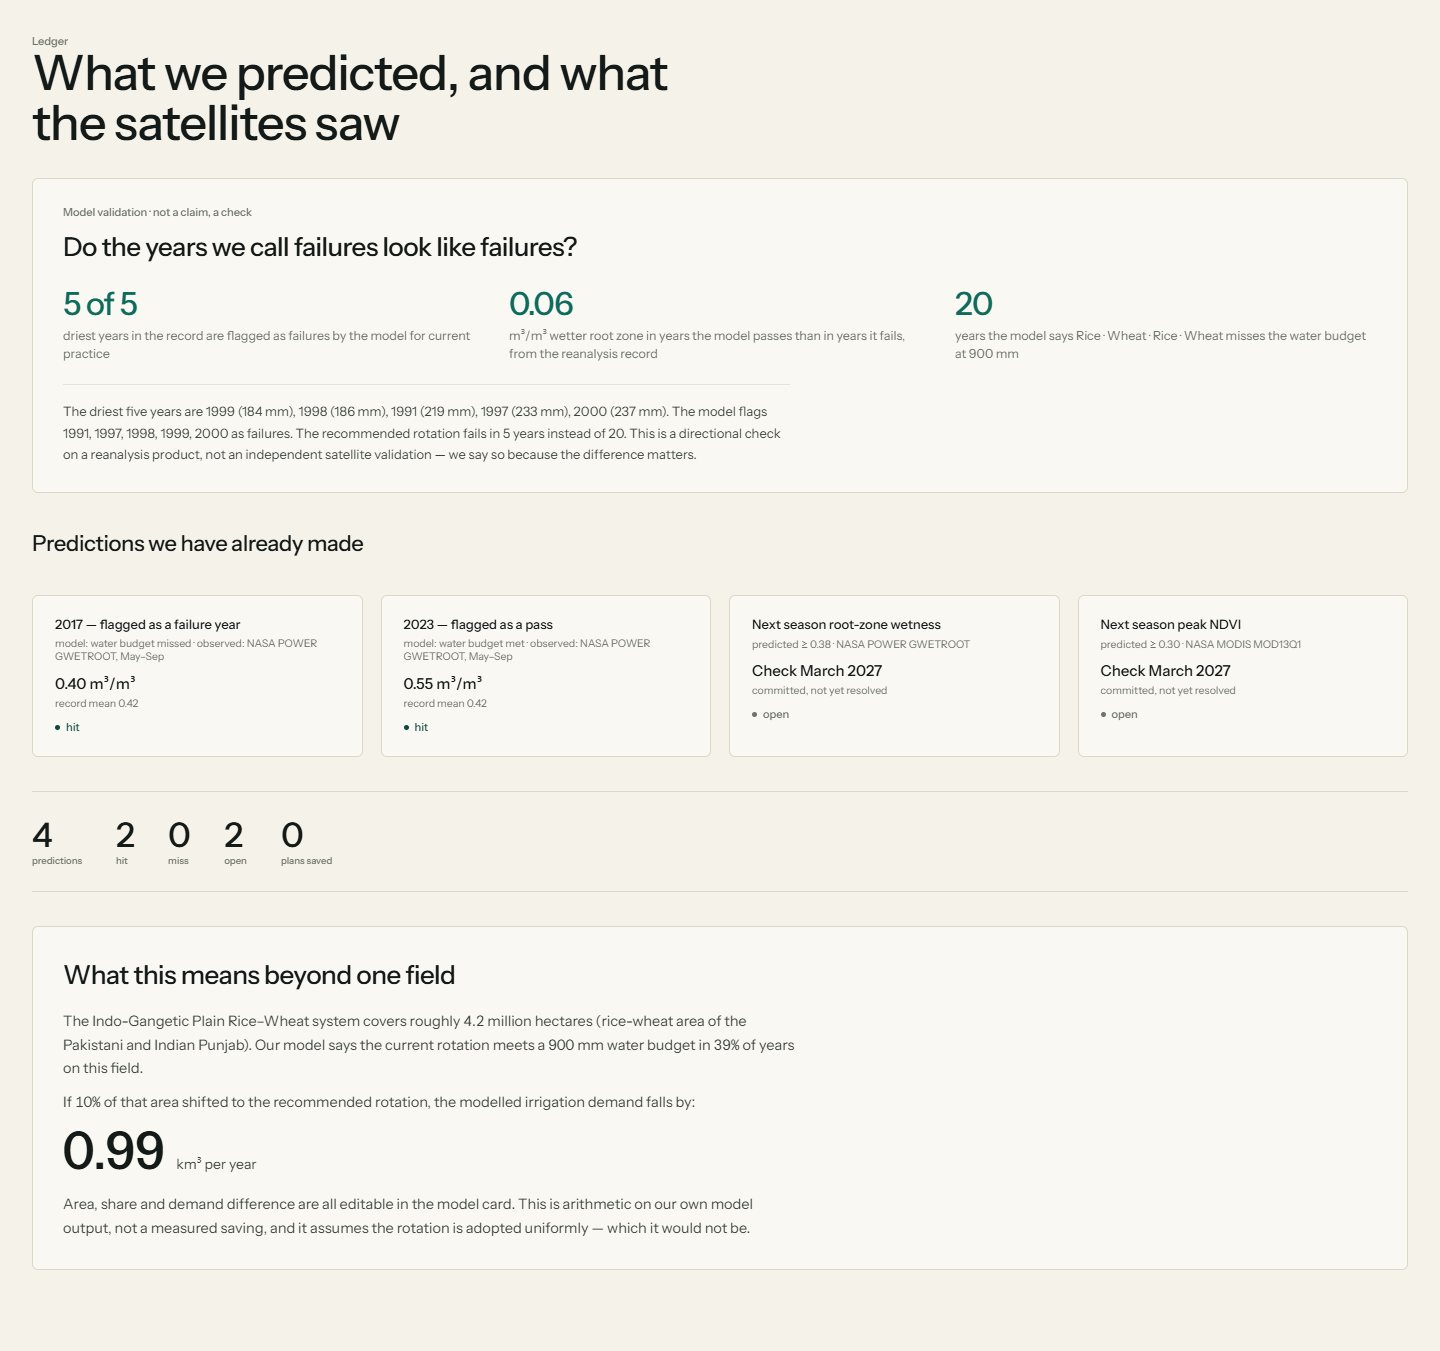 Ledger
What we predicted, and what
the satellites saw
Model validation · not a claim, a check
Do the years we call failures look like failures?
5 of 5
driest years in the record are flagged as failures by the model for current
practice
0.06
m³/m³ wetter root zone in years the model passes than in years it fails,
from the reanalysis record
20
years the model says Rice · Wheat · Rice · Wheat misses the water budget
at 900 mm
The driest five years are 1999 (184 mm), 1998 (186 mm), 1991 (219 mm), 1997 (233 mm), 2000 (237 mm). The model flags
1991, 1997, 1998, 1999, 2000 as failures. The recommended rotation fails in 5 years instead of 20. This is a directional check
on a reanalysis product, not an independent satellite validation — we say so because the difference matters.
Predictions we have already made
2017 — flagged as a failure year
model: water budget missed · observed: NASA POWER
GWETROOT, May–Sep
0.40 m³/m³
record mean 0.42
hit
2023 — flagged as a pass
model: water budget met · observed: NASA POWER
GWETROOT, May–Sep
0.55 m³/m³
record mean 0.42
hit
Next season root-zone wetness
predicted ≥ 0.38 · NASA POWER GWETROOT
Check March 2027
committed, not yet resolved
open
Next season peak NDVI
predicted ≥ 0.30 · NASA MODIS MOD13Q1
Check March 2027
committed, not yet resolved
open
4
predictions
2
hit
0
miss
2
open
0
plans saved
What this means beyond one field
The Indo-Gangetic Plain Rice–Wheat system covers roughly 4.2 million hectares (rice-wheat area of the
Pakistani and Indian Punjab). Our model says the current rotation meets a 900 mm water budget in 39% of years
on this field.
If 10% of that area shifted to the recommended rotation, the modelled irrigation demand falls by:
0.99 km³ per year
Area, share and demand difference are all editable in the model card. This is arithmetic on our own model
output, not a measured saving, and it assumes the rotation is adopted uniformly — which it would not be.